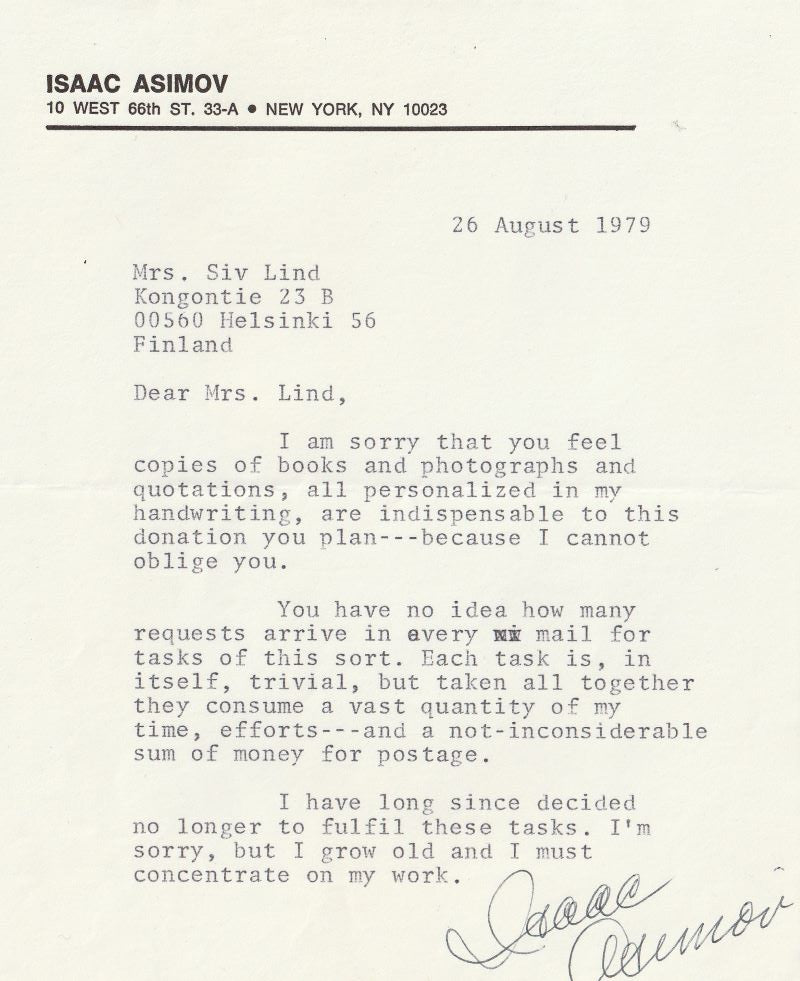 ISAAC ASIMOV
10 WEST 66th ST. 33-A ● NEW YORK, NY 10023
26 August 1979
Mrs. Siv Lind
Kongontie 23 B
00560 Helsinki 56
Finland
Dear Mrs. Lind,
I am sorry that you feel
copies of books and photographs and
quotations, all personalized in my
handwriting, are indispensable to this
donation you plan---because I cannot
oblige you.
You have no idea how many
requests arrive in every mail for
tasks of this sort. Each task is, in
itself, trivial, but taken all together
they consume a vast quantity of my
time, efforts---and a not-inconsiderable
sum of money for postage.
I have long since decided
no longer to fulfil these tasks. I'm
sorry, but I grow old and I must
concentrate on my work.
Isaac
Asimov